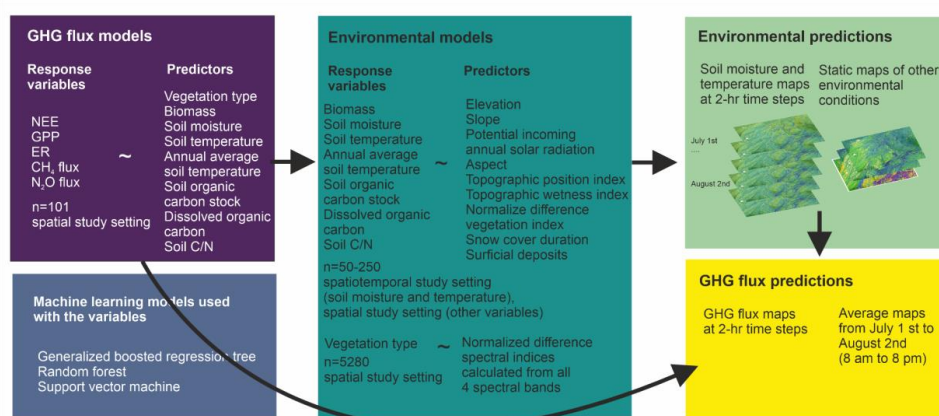 GHG flux models
Response
variables
NEE
GPP
ER
CH₄ flux
N₂O flux
n=101
spatial study setting
~
Predictors
Vegetation type
Biomass
Soil moisture
Soil temperature
Annual average
soil temperature
Soil organic
carbon stock
Dissolved organic
carbon
Soil C/N
Machine learning models used
with the variables
Generalized boosted regression tree
Random forest
Support vector machine
Environmental models
Response
variables
Biomass
Soil moisture
Soil temperature
Annual average
soil temperature
Soil organic
carbon stock
Dissolved organic
carbon
Soil C/N
~
Predictors
Elevation
Slope
Potential incoming
annual solar radiation
Aspect
Topographic position index
Topographic wetness index
Normalize difference
vegetation index
Snow cover duration
Surficial deposits
n=50-250
spatiotemporal study setting
(soil moisture and temperature),
spatial study setting (other variables)
Vegetation type
n=5280
spatial study setting
~
Normalized difference
spectral indices
calculated from all
4 spectral bands
Environmental predictions
Soil moisture and
temperature maps
at 2-hr time steps
July 1st
....
August 2nd
Static maps of other
environmental
conditions
GHG flux predictions
GHG flux maps
at 2-hr time steps
Average maps
from July 1 st to
August 2nd
(8 am to 8 pm)